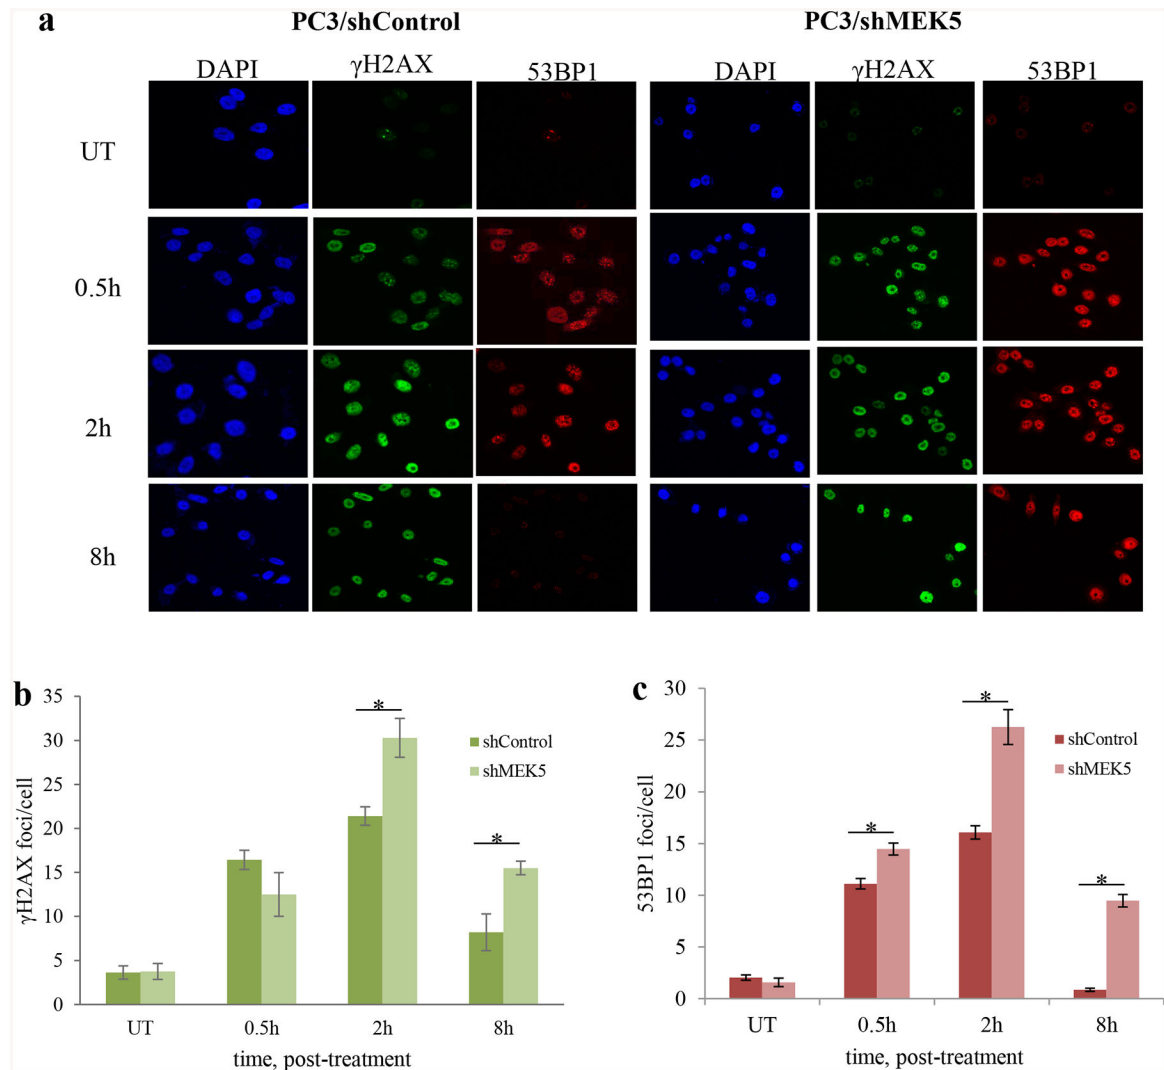 a
PC3/shControl
PC3/shMEK5
DAPI γH2AX 53BP1 DAPI γH2AX 53BP1
UT
0.5h
2h
8h
b
35
30
25
20
15
10
5
0
γH2AX foci/cell
*
*
shControl
shMEK5
UT 0.5h 2h 8h
time, post-treatment
c
30
25
20
15
10
5
0
53BP1 foci/cell
*
*
*
shControl
shMEK5
UT 0.5h 2h 8h
time, post-treatment